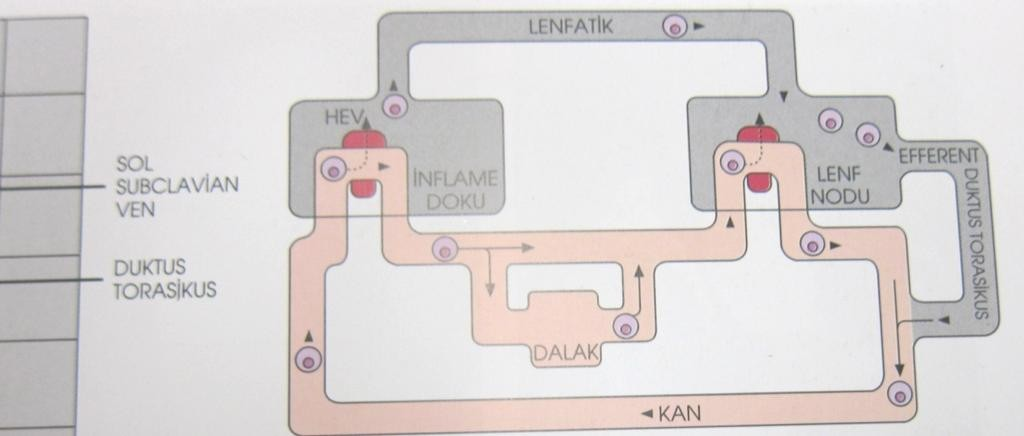 LENFATİK
HEV
İNFLAME
DOKU
LENF
NODU
EFFERENT
DUKTUS TORASİKUS
SOL
SUBCLAVİAN
VEN
DUKTUS
TORASİKUS
DALAK
KAN